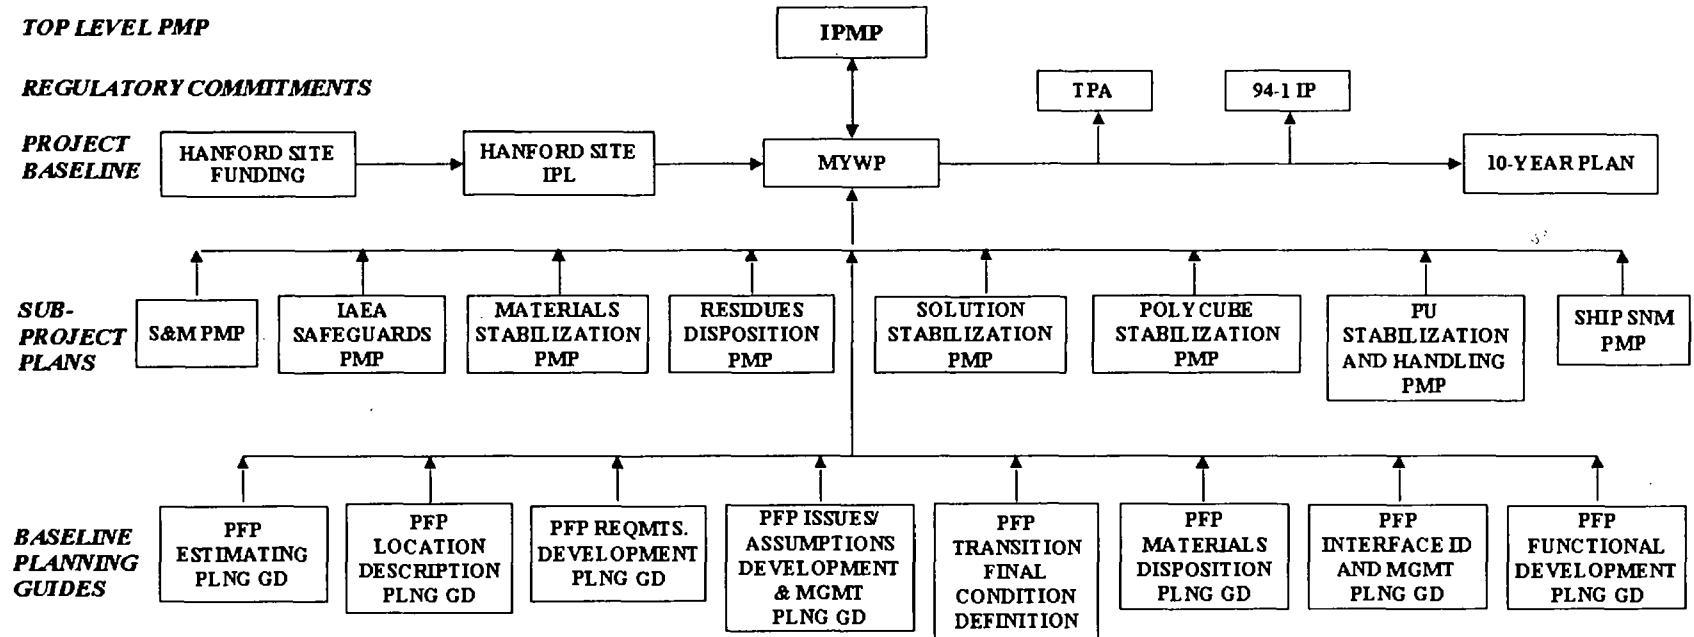 TOP LEVEL PMP
IPMP
REGULATORY COMMITMENTS
TPA
94-1 IP
PROJECT
BASELINE
HANFORD SITE
FUNDING
HANFORD SITE
IPL
MYWP
10-YEAR PLAN
SUB-
PROJECT
PLANS
S&M PMP
IAEA
SAFEGUARDS
PMP
MATERIALS
STABILIZATION
PMP
RESIDUES
DISPOSITION
PMP
SOLUTION
STABILIZATION
PMP
POLYCUBE
STABILIZATION
PMP
PU
STABILIZATION
AND HANDLING
PMP
SHIP SNM
PMP
BASELINE
PLANNING
GUIDES
PFP
ESTIMATING
PLNG GD
PFP
LOCATION
DESCRIPTION
PLNG GD
PFP REQMTS.
DEVELOPMENT
PLNG GD
PFP ISSUES/
ASSUMPTIONS
DEVELOPMENT
& MGMT
PLNG GD
PFP
TRANSITION
FINAL
CONDITION
DEFINITION
PFP
MATERIALS
DISPOSITION
PLNG GD
PFP
INTERFACE ID
AND MGMT
PLNG GD
PFP
FUNCTIONAL
DEVELOPMENT
PLNG GD